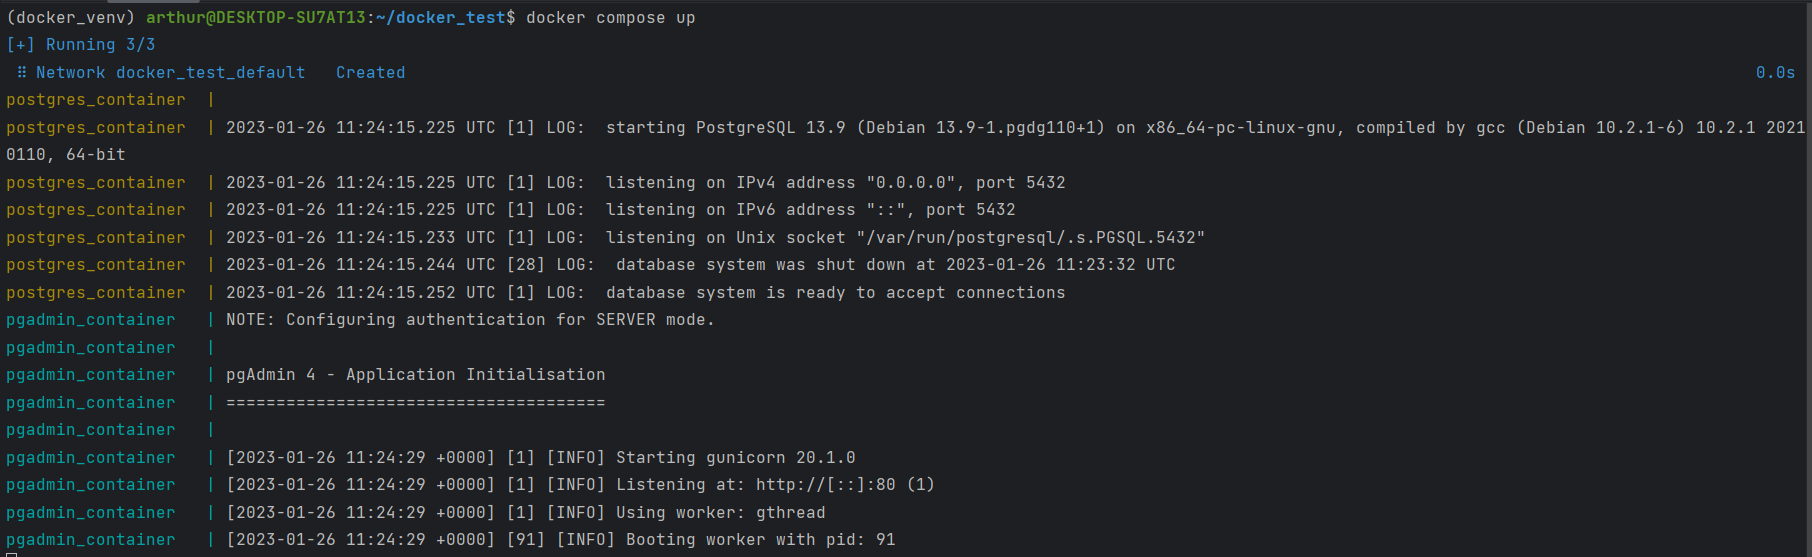 (docker_venv) arthur@DESKTOP-SU7AT13:~/docker_test$ docker compose up
[+] Running 3/3
⠿ Network docker_test_default   Created   0.0s
postgres_container  |
postgres_container  | 2023-01-26 11:24:15.225 UTC [1] LOG:  starting PostgreSQL 13.9 (Debian 13.9-1.pgdg110+1) on x86_64-pc-linux-gnu, compiled by gcc (Debian 10.2.1-6) 10.2.1 2021
0110, 64-bit
postgres_container  | 2023-01-26 11:24:15.225 UTC [1] LOG:  listening on IPv4 address "0.0.0.0", port 5432
postgres_container  | 2023-01-26 11:24:15.225 UTC [1] LOG:  listening on IPv6 address "::", port 5432
postgres_container  | 2023-01-26 11:24:15.233 UTC [1] LOG:  listening on Unix socket "/var/run/postgresql/.s.PGSQL.5432"
postgres_container  | 2023-01-26 11:24:15.244 UTC [28] LOG:  database system was shut down at 2023-01-26 11:23:32 UTC
postgres_container  | 2023-01-26 11:24:15.252 UTC [1] LOG:  database system is ready to accept connections
pgadmin_container   | NOTE: Configuring authentication for SERVER mode.
pgadmin_container   |
pgadmin_container   | pgAdmin 4 - Application Initialisation
pgadmin_container   | ======================================
pgadmin_container   |
pgadmin_container   | [2023-01-26 11:24:29 +0000] [1] [INFO] Starting gunicorn 20.1.0
pgadmin_container   | [2023-01-26 11:24:29 +0000] [1] [INFO] Listening at: http://[::]:80 (1)
pgadmin_container   | [2023-01-26 11:24:29 +0000] [1] [INFO] Using worker: gthread
pgadmin_container   | [2023-01-26 11:24:29 +0000] [91] [INFO] Booting worker with pid: 91